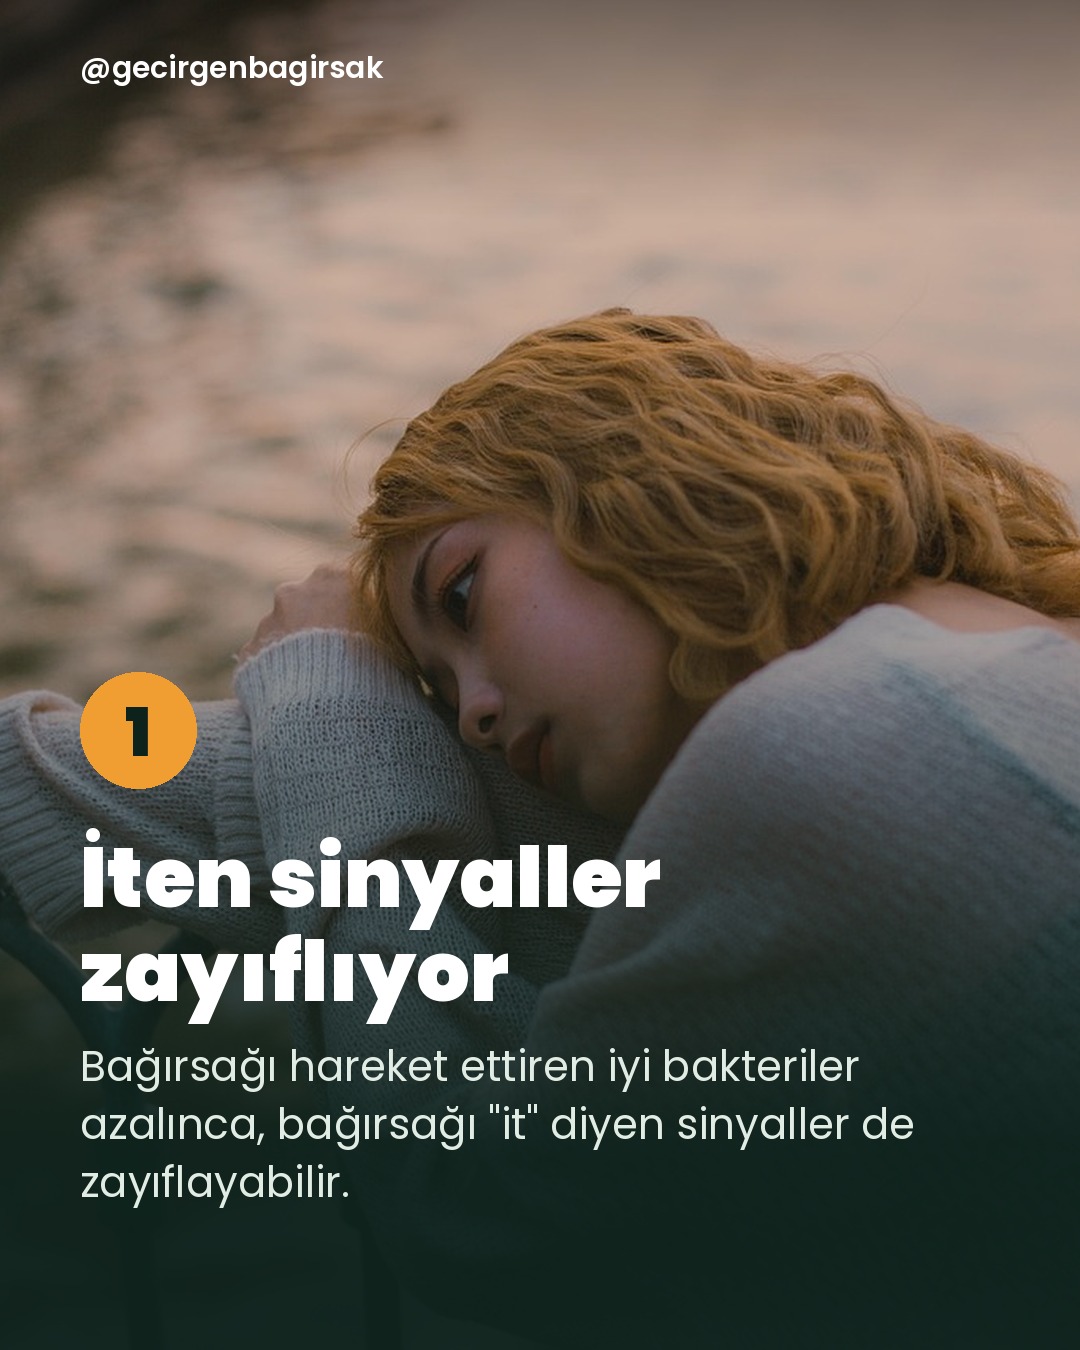 @gecirgenbagirsak
1
İten sinyaller
zayıflıyor
Bağırsağı hareket ettiren iyi bakteriler
azalınca, bağırsağı "it" diyen sinyaller de
zayıflayabilir.